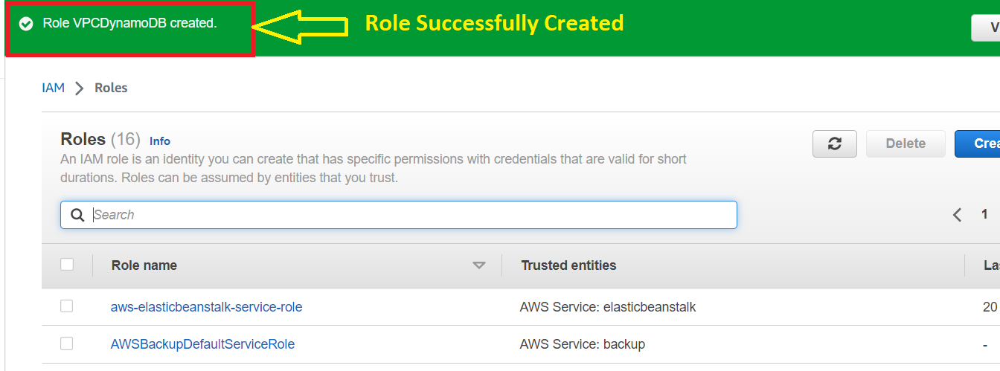 Role VPCDynamoDB created.
Role Successfully Created
V
IAM > Roles
Roles (16) Info
An IAM role is an identity you can create that has specific permissions with credentials that are valid for short
durations. Roles can be assumed by entities that you trust.
Delete
Crea
Search
1
Role name
Trusted entities
La
aws-elasticbeanstalk-service-role
AWS Service: elasticbeanstalk
20
AWSBackupDefaultServiceRole
AWS Service: backup
-